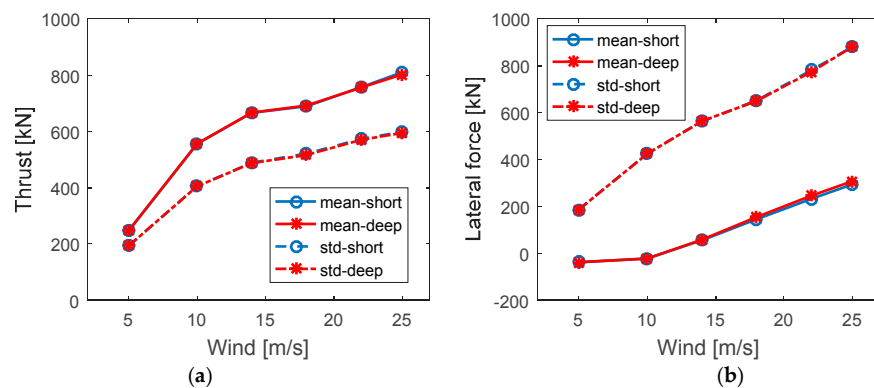 1000
800
600
400
200
0
Thrust [kN]
5
10
15
20
25
Wind [m/s]
mean-short
mean-deep
std-short
std-deep
(a)
1000
800
600
400
200
0
-200
Lateral force [kN]
5
10
15
20
25
Wind [m/s]
mean-short
mean-deep
std-short
std-deep
(b)